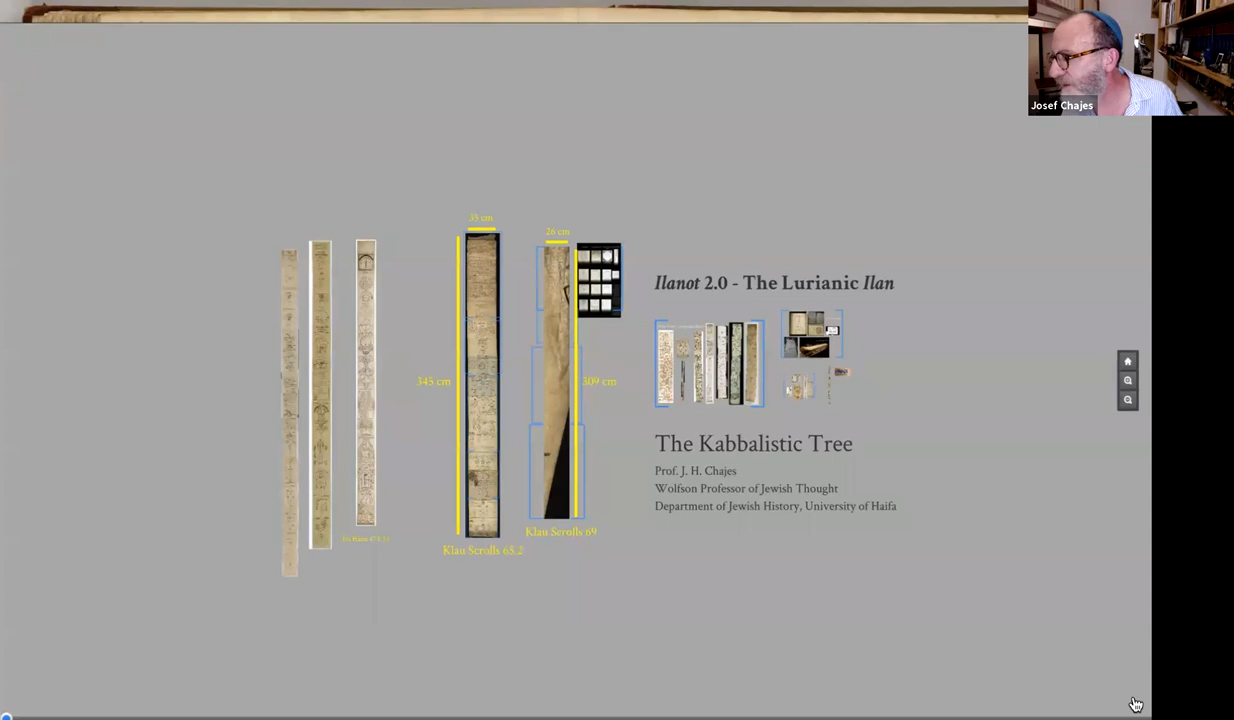 Josef Chajes
35 cm
26 cm
Ilanot 2.0 - The Lurianic Ilan
345 cm
309 cm
The Kabbalistic Tree
Prof. J. H. Chajes
Wolfson Professor of Jewish Thought
Department of Jewish History, University of Haifa
Klau Scrolls 69
Klau Scrolls 65.2